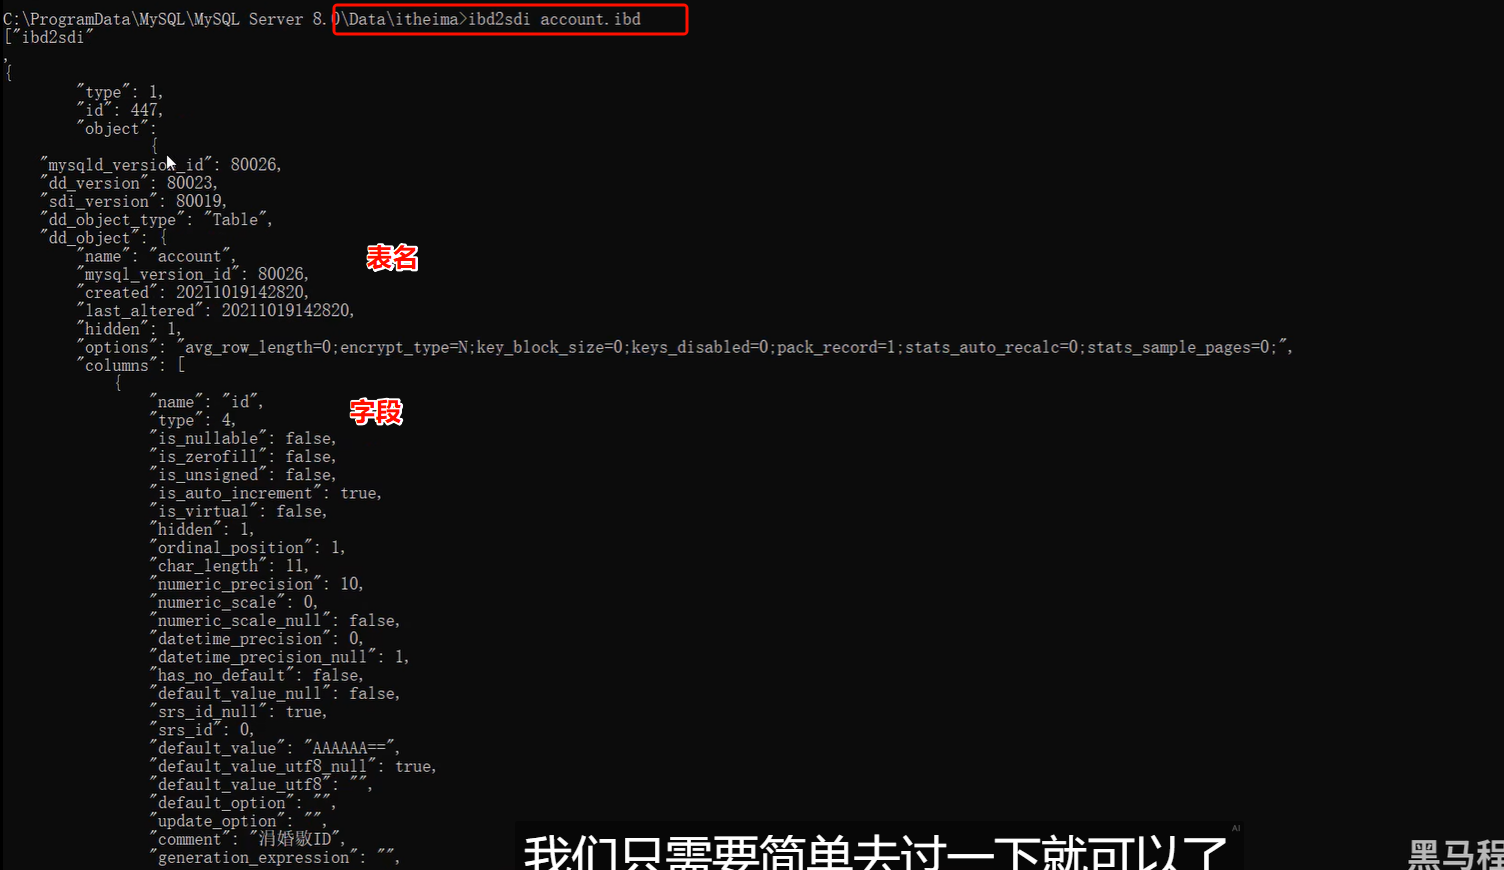 C:\ProgramData\MySQL\MySQL Server 8.0\Data\itheima>ibd2sdi account.ibd
["ibd2sdi"
,
{
"type": 1,
"id": 447,
"object":
{
"mysqld_version_id": 80026,
"dd_version": 80023,
"sdi_version": 80019,
"dd_object_type": "Table",
"dd_object": {
"name": "account",
表名
"mysql_version_id": 80026,
"created": 20211019142820,
"last_altered": 20211019142820,
"hidden": 1,
"options": "avg_row_length=0;encrypt_type=N;key_block_size=0;keys_disabled=0;pack_record=1;stats_auto_recalc=0;stats_sample_pages=0;",
"columns": [
{
"name": "id",
字段
"type": 4,
"is_nullable": false,
"is_zerofill": false,
"is_unsigned": false,
"is_auto_increment": true,
"is_virtual": false,
"hidden": 1,
"ordinal_position": 1,
"char_length": 11,
"numeric_precision": 10,
"numeric_scale": 0,
"numeric_scale_null": false,
"datetime_precision": 0,
"datetime_precision_null": 1,
"has_no_default": false,
"default_value_null": false,
"srs_id_null": true,
"srs_id": 0,
"default_value": "AAAAAA==",
"default_value_utf8_null": true,
"default_value_utf8": "",
"default_option": "",
"update_option": "",
"comment": "涓婚敭ID",
"generation_expression": "",
AI
我们只需要简单去过一下就可以了
黑马程